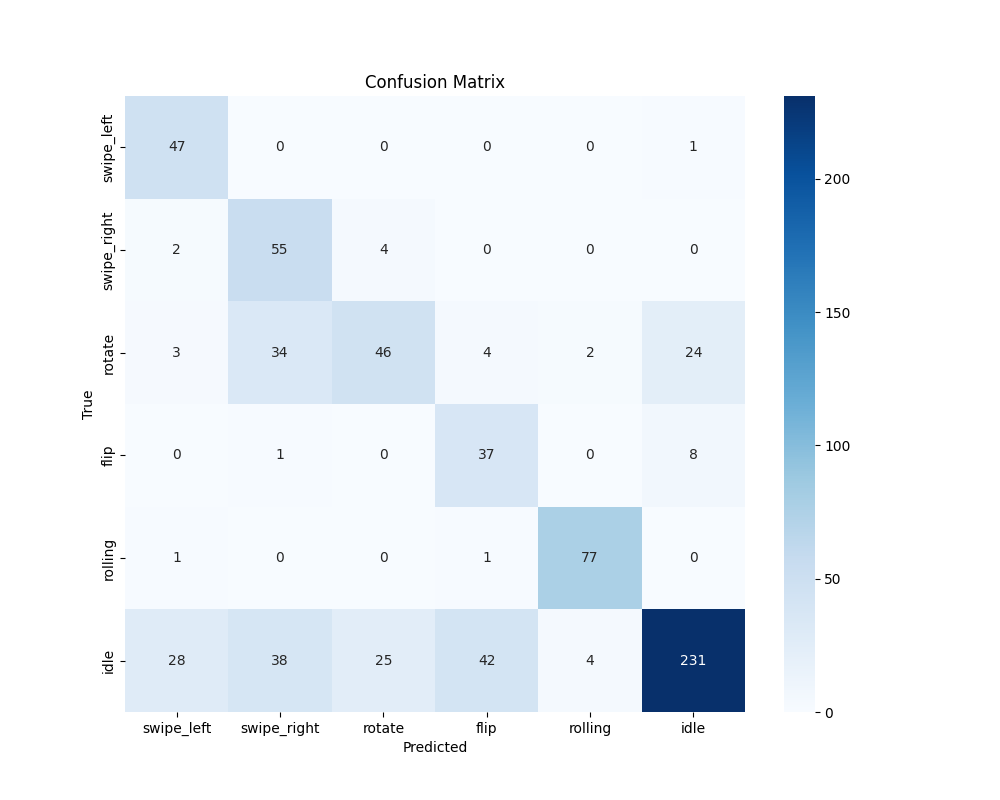 Confusion Matrix
swipe_left 47 0 0 0 0 1
swipe_right 2 55 4 0 0 0
rotate 3 34 46 4 2 24
flip 0 1 0 37 0 8
rolling 1 0 0 1 77 0
idle 28 38 25 42 4 231
True
swipe_left swipe_right rotate flip rolling idle
Predicted
200
150
100
50
0